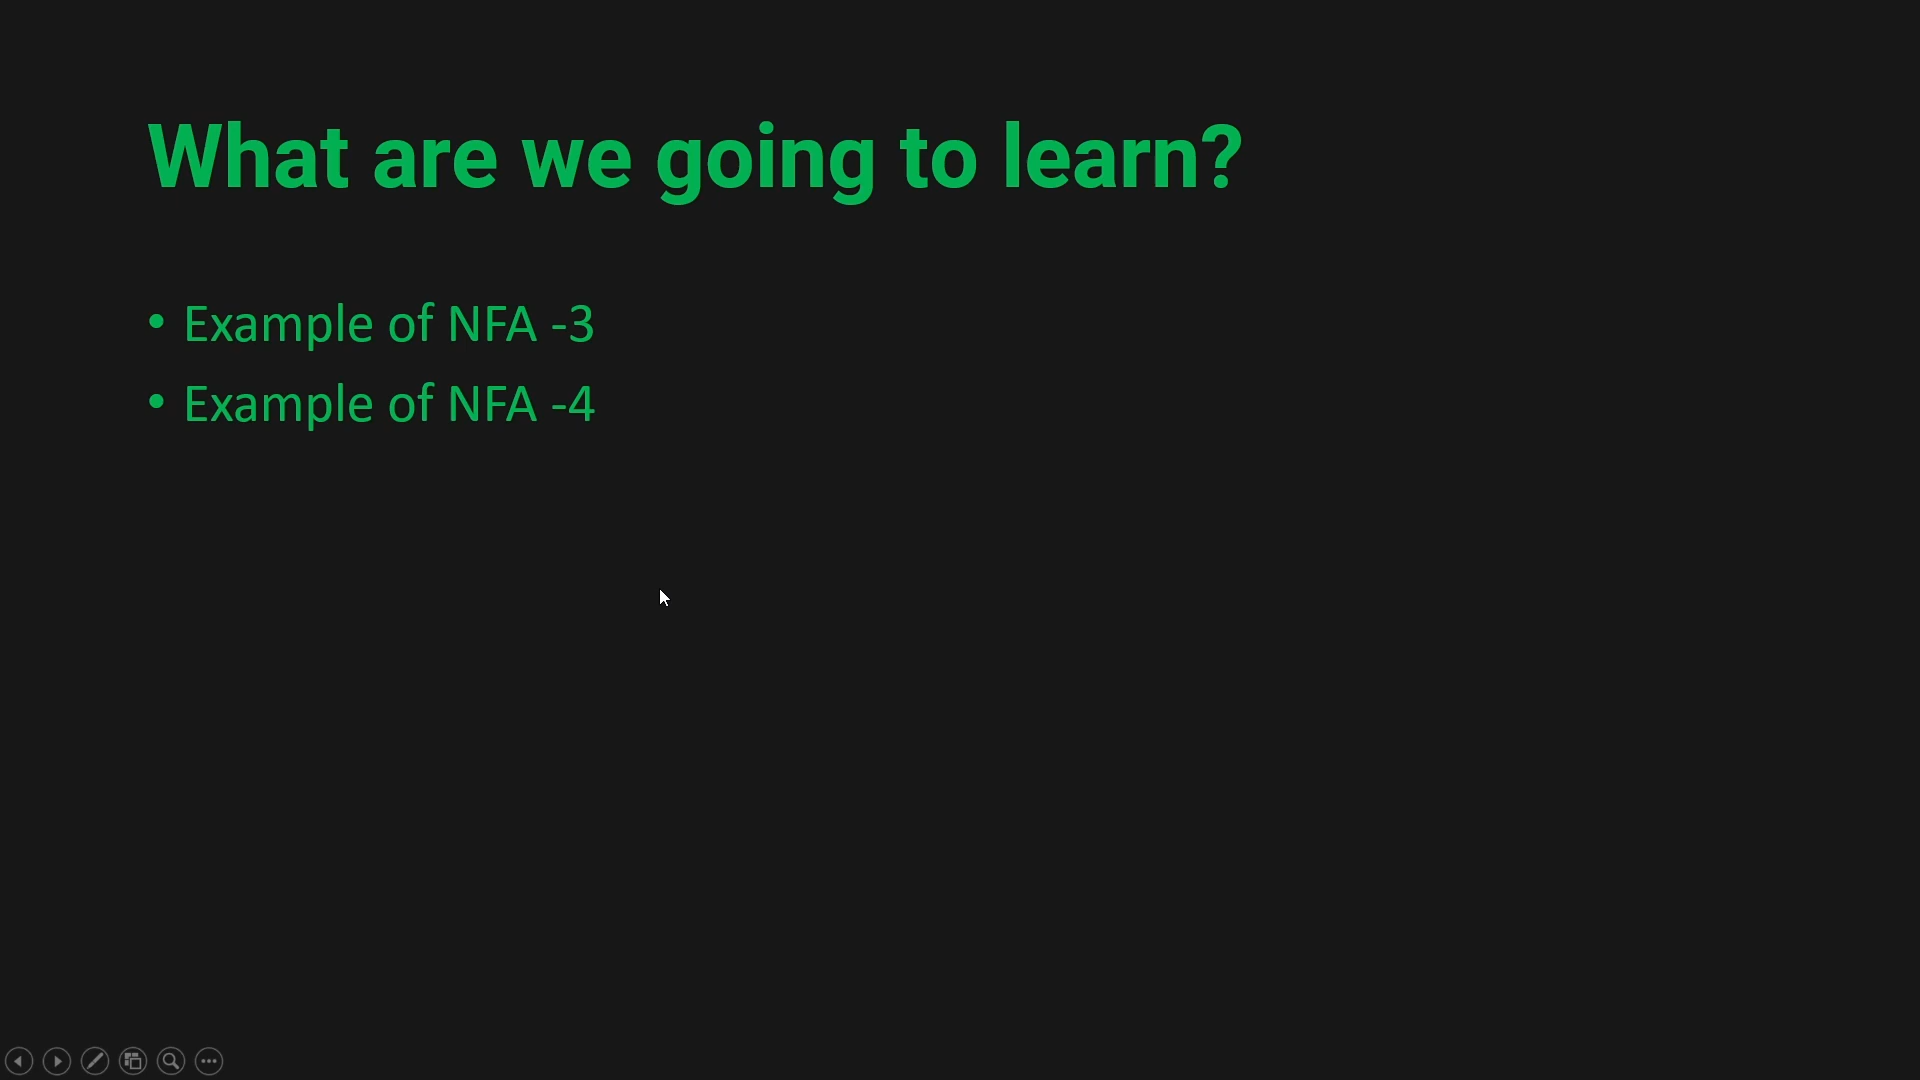 What are we going to learn?
• Example of NFA -3
• Example of NFA -4